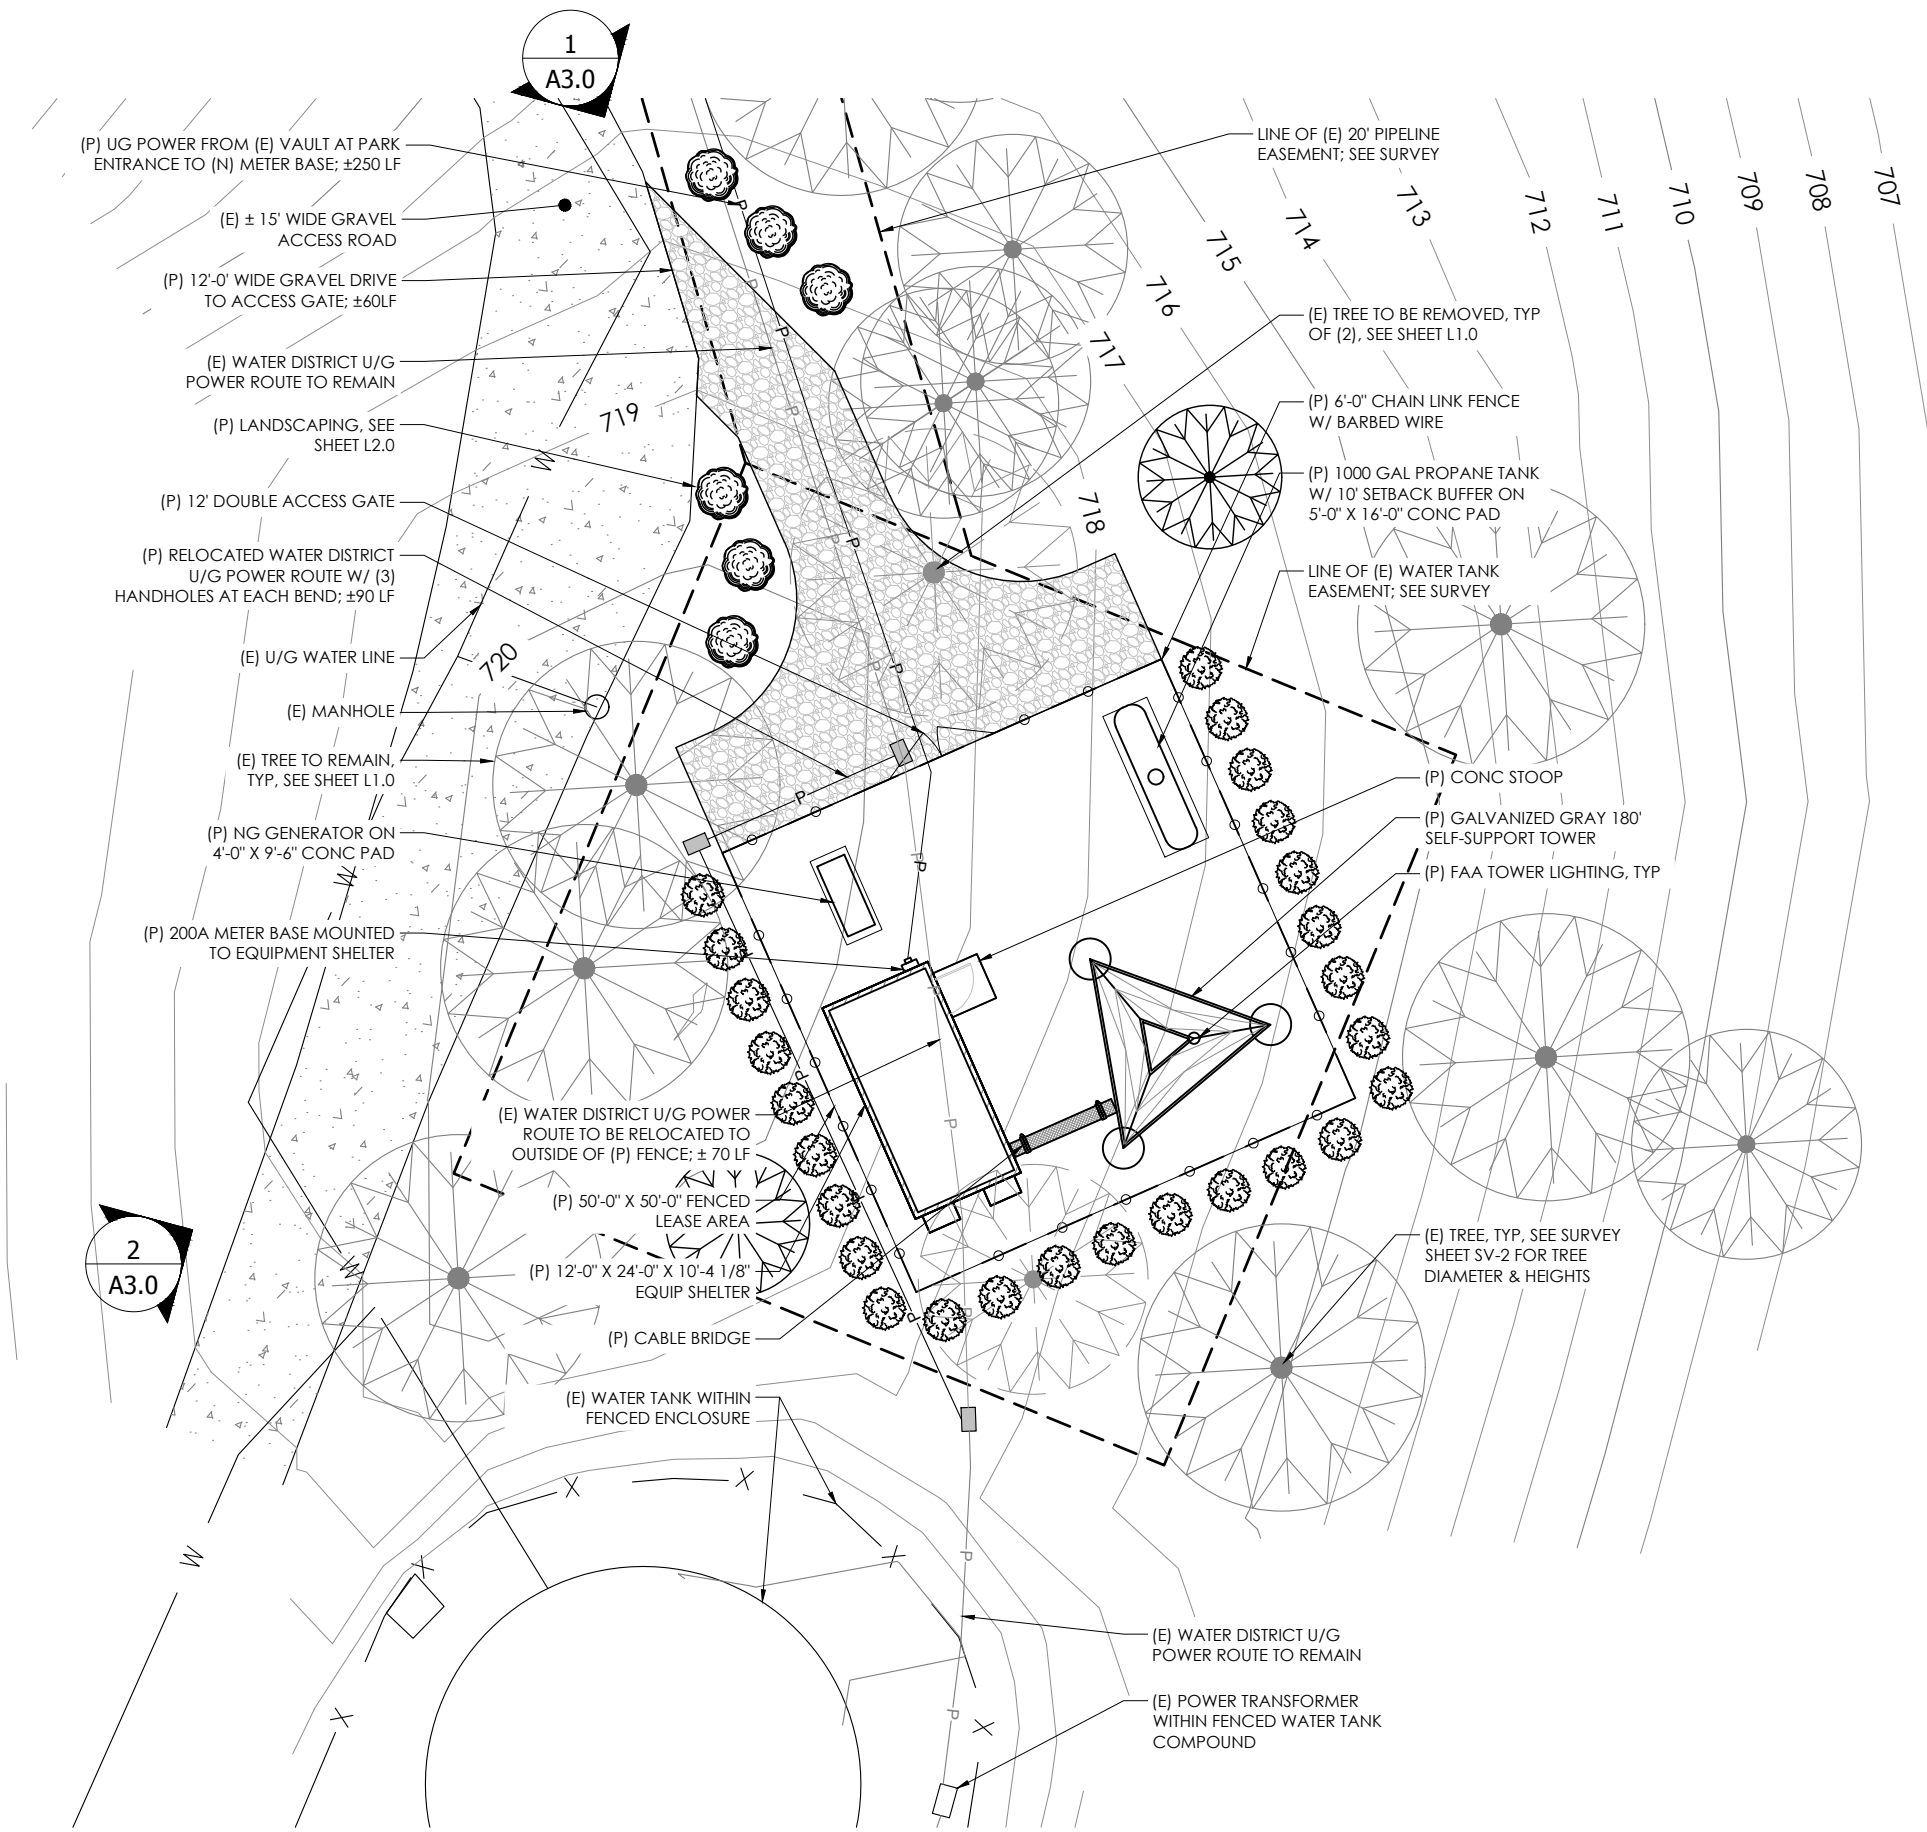 1
A3.0
(P) UG POWER FROM (E) VAULT AT PARK
ENTRANCE TO (N) METER BASE; ±250 LF
(E) ± 15' WIDE GRAVEL
ACCESS ROAD
(P) 12'-0' WIDE GRAVEL DRIVE
TO ACCESS GATE; ±60LF
(E) WATER DISTRICT U/G
POWER ROUTE TO REMAIN
(P) LANDSCAPING, SEE
SHEET L2.0
(P) 12' DOUBLE ACCESS GATE
(P) RELOCATED WATER DISTRICT
U/G POWER ROUTE W/ (3)
HANDHOLES AT EACH BEND; ±90 LF
(E) U/G WATER LINE
(E) MANHOLE
(E) TREE TO REMAIN,
TYP, SEE SHEET L1.0
(P) NG GENERATOR ON
4'-0" X 9'-6" CONC PAD
(P) 200A METER BASE MOUNTED
TO EQUIPMENT SHELTER
(E) WATER DISTRICT U/G POWER
ROUTE TO BE RELOCATED TO
OUTSIDE OF (P) FENCE; ± 70 LF
(P) 50'-0" X 50'-0" FENCED
LEASE AREA
(P) 12'-0" X 24'-0" X 10'-4 1/8"
EQUIP SHELTER
(P) CABLE BRIDGE
(E) WATER TANK WITHIN
FENCED ENCLOSURE
2
A3.0
LINE OF (E) 20' PIPELINE
EASEMENT; SEE SURVEY
(E) TREE TO BE REMOVED, TYP
OF (2), SEE SHEET L1.0
(P) 6'-0" CHAIN LINK FENCE
W/ BARBED WIRE
(P) 1000 GAL PROPANE TANK
W/ 10' SETBACK BUFFER ON
5'-0" X 16'-0" CONC PAD
LINE OF (E) WATER TANK
EASEMENT; SEE SURVEY
(P) CONC STOOP
(P) GALVANIZED GRAY 180'
SELF-SUPPORT TOWER
(P) FAA TOWER LIGHTING, TYP
(E) TREE, TYP, SEE SURVEY
SHEET SV-2 FOR TREE
DIAMETER & HEIGHTS
(E) WATER DISTRICT U/G
POWER ROUTE TO REMAIN
(E) POWER TRANSFORMER
WITHIN FENCED WATER TANK
COMPOUND
720
719
718
717
716
715
714
713
712
711
710
709
708
707
W
W
W
W
P
P
P
P
P
P
P
P
P
P
P
X
X
X
X
X
X